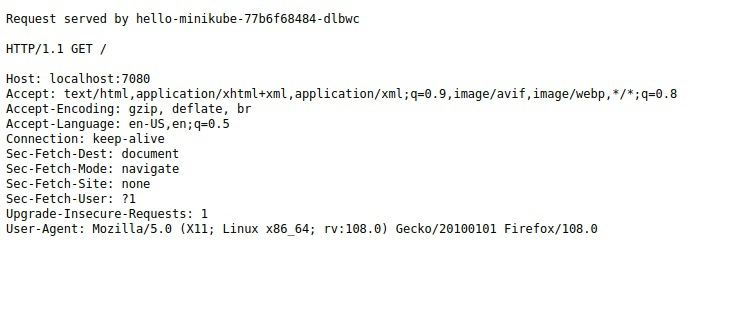 Request served by hello-minikube-77b6f68484-dlbwc
HTTP/1.1 GET /
Host: localhost:7080
Accept: text/html,application/xhtml+xml,application/xml;q=0.9,image/avif,image/webp,*/*;q=0.8
Accept-Encoding: gzip, deflate, br
Accept-Language: en-US,en;q=0.5
Connection: keep-alive
Sec-Fetch-Dest: document
Sec-Fetch-Mode: navigate
Sec-Fetch-Site: none
Sec-Fetch-User: ?1
Upgrade-Insecure-Requests: 1
User-Agent: Mozilla/5.0 (X11; Linux x86_64; rv:108.0) Gecko/20100101 Firefox/108.0